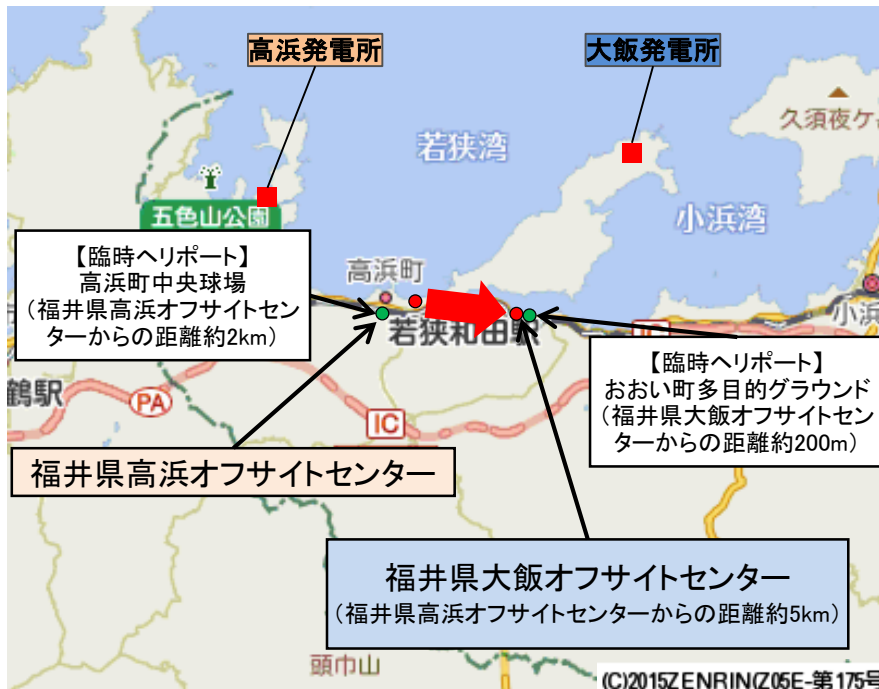 高浜発電所
大飯発電所
久須夜ケ
若狭湾
五色山公園
小浜湾
【臨時ヘリポート】
高浜町中央球場
（福井県高浜オフサイトセン
ターからの距離約2km）
高浜町
若狭和田駅
小浜
IC
【臨時ヘリポート】
おおい町多目的グラウンド
（福井県大飯オフサイトセン
ターからの距離約200m）
鶴駅
PA
IC
福井県高浜オフサイトセンター
福井県大飯オフサイトセンター
（福井県高浜オフサイトセンターからの距離約5km）
頭巾山
(C)2015ZENRIN(Z05E-第175号